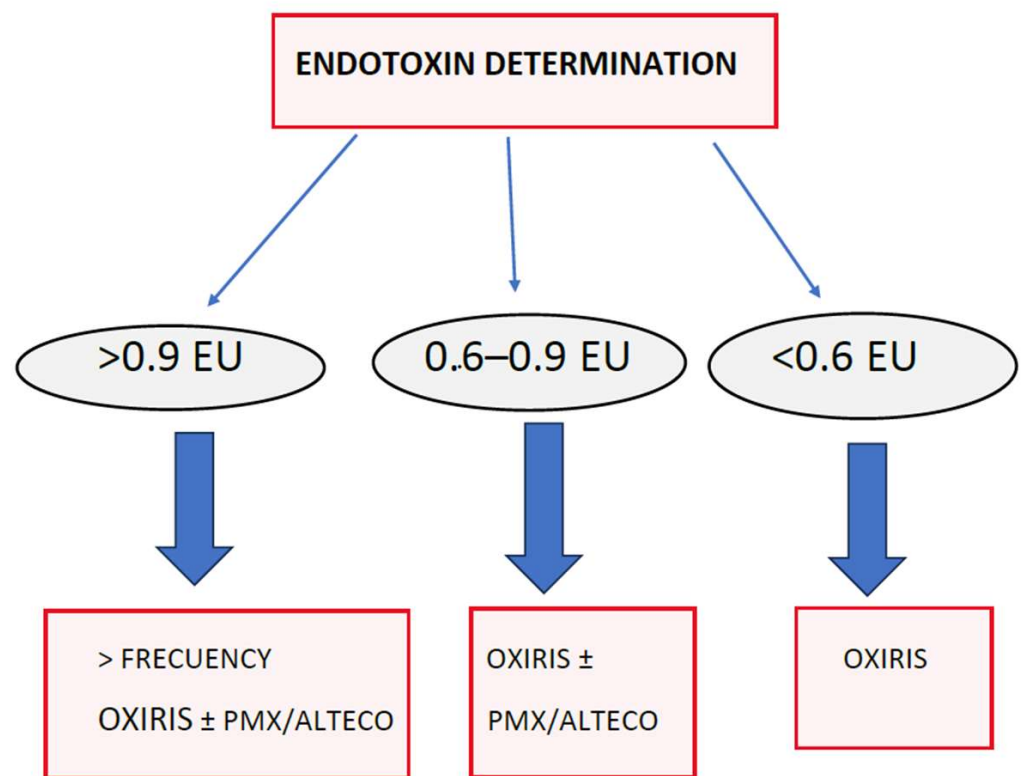 ENDOTOXIN DETERMINATION
>0.9 EU
0.6–0.9 EU
<0.6 EU
> FRECUENCY
OXIRIS ± PMX/ALTECO
OXIRIS ±
PMX/ALTECO
OXIRIS